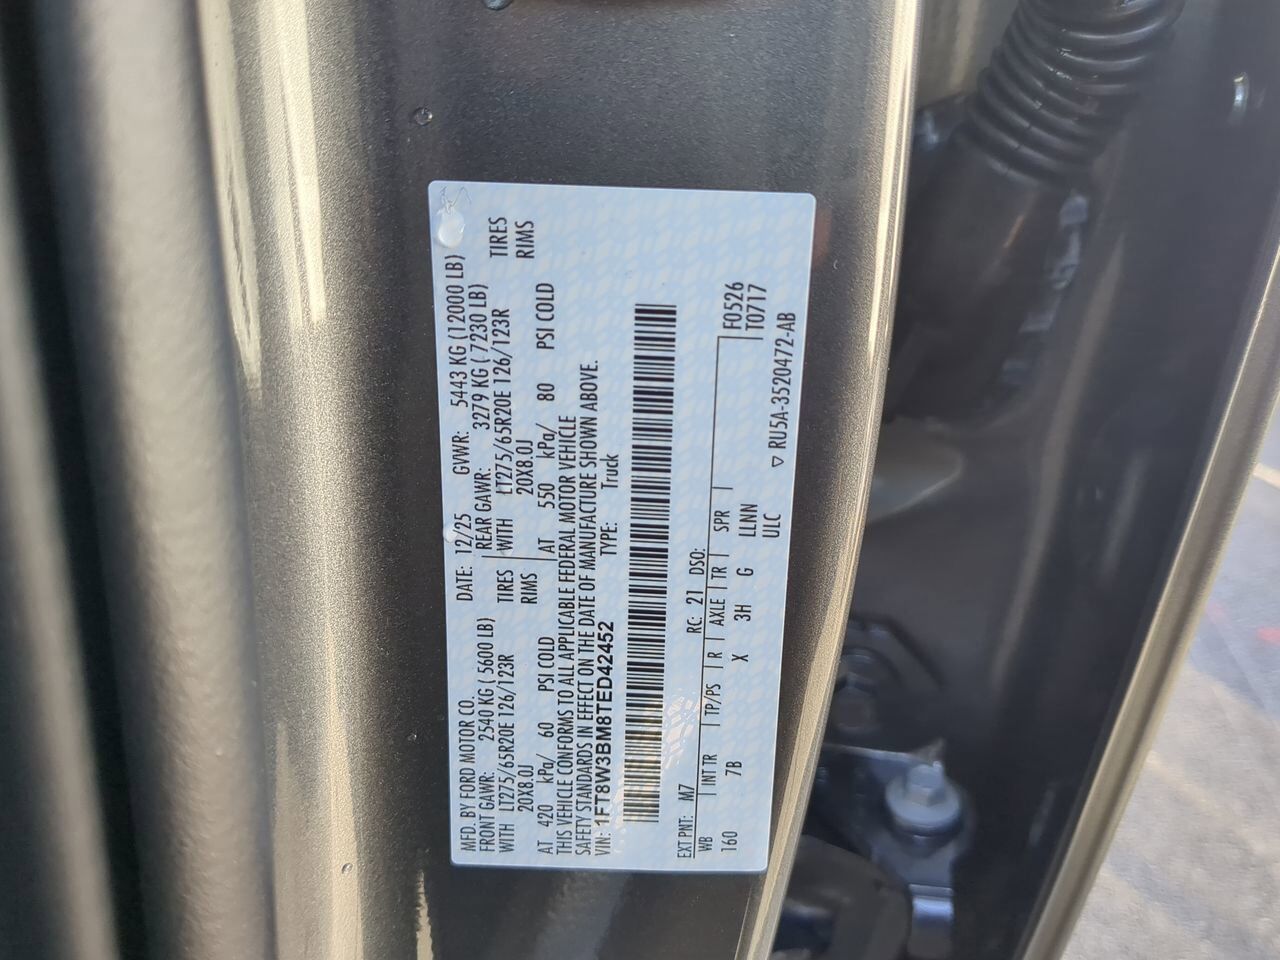 MFD. BY FORD MOTOR CO.
DATE: 12/25 GVWR: 5443 KG (12000 LB)
FRONT GAWR: 2540 KG ( 5600 LB)
REAR GAWR: 3279 KG ( 7230 LB)
WITH LT275/65R20E 126/123R TIRES
WITH LT275/65R20E 126/123R TIRES
20X8.0J RIMS
20X8.0J RIMS
AT 420 kPa/ 60 PSI COLD
AT 550 kPa/ 80 PSI COLD
THIS VEHICLE CONFORMS TO ALL APPLICABLE FEDERAL MOTOR VEHICLE
SAFETY STANDARDS IN EFFECT ON THE DATE OF MANUFACTURE SHOWN ABOVE.
VIN: 1FT8W3BM8TED42452 TYPE: Truck
EXT PNT: M7 RC: 21 DSO: F0526
WB INT TR TP/PS R AXLE TR SPR T0717
160 7B X 3H G LLNN
ULC
RU5A-3520472-AB